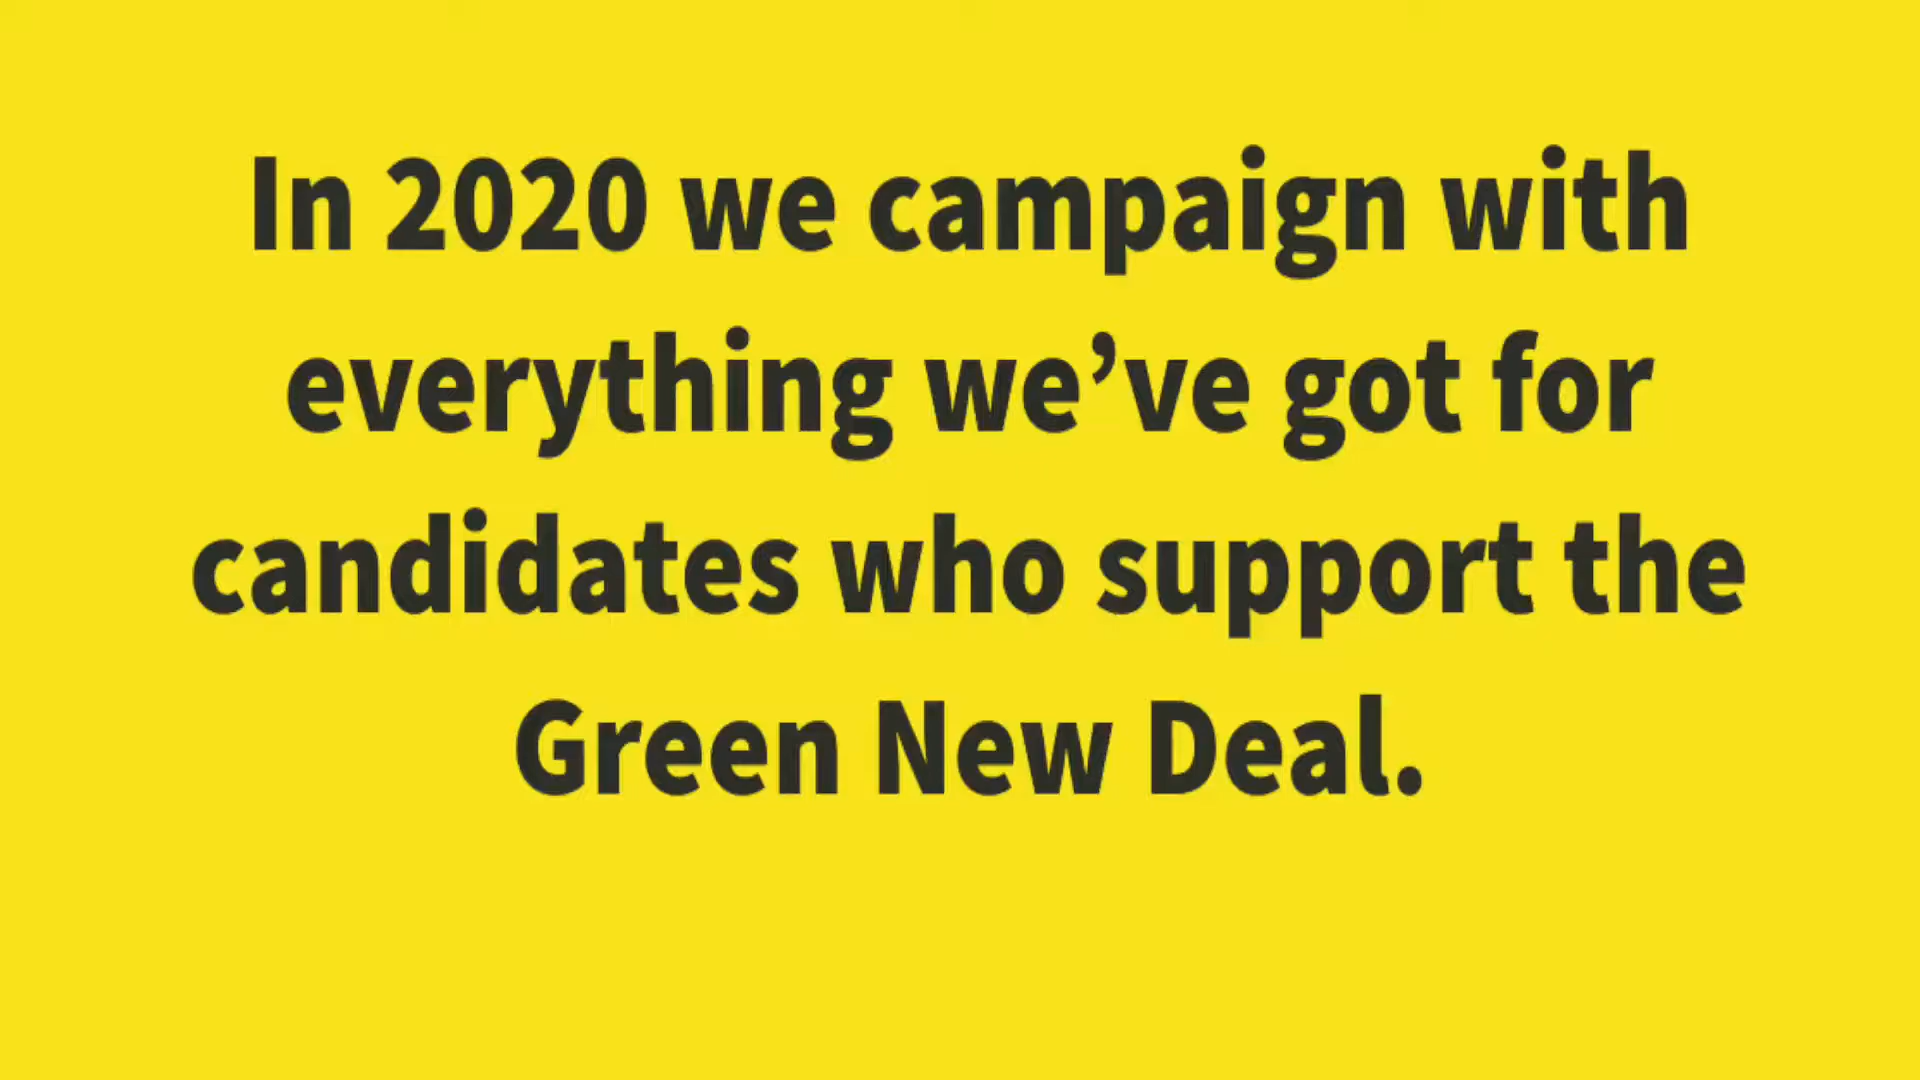 In 2020 we campaign with
everything we’ve got for
candidates who support the
Green New Deal.